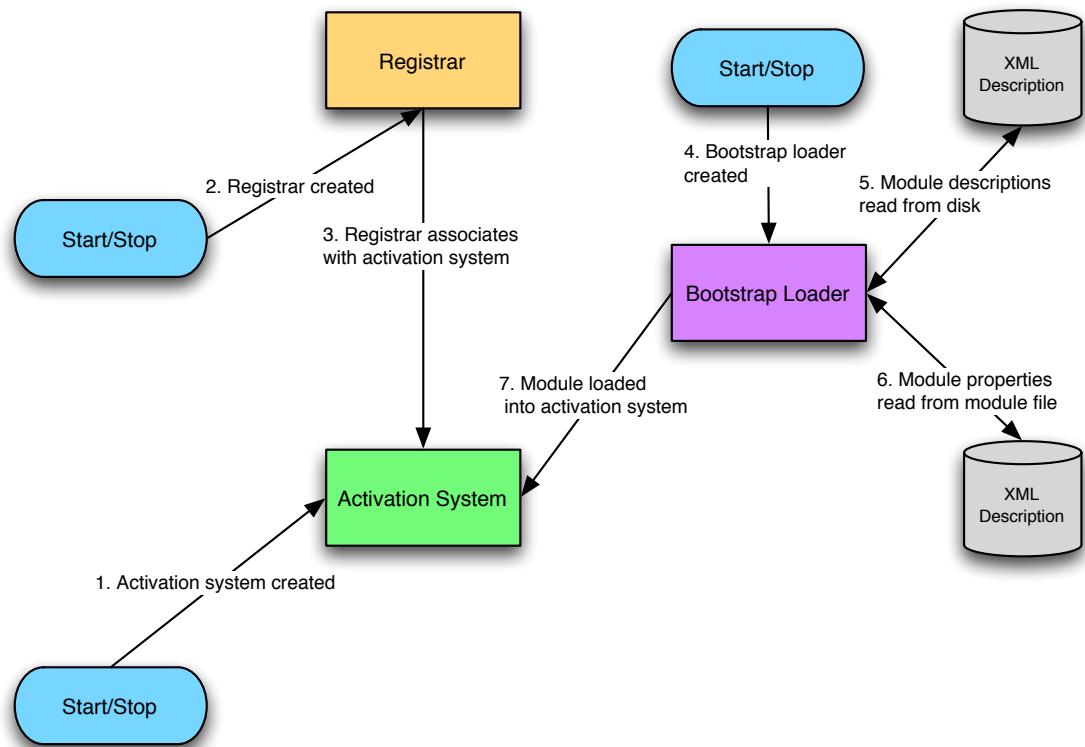 Registrar
Start/Stop
XML
Description
2. Registrar created
4. Bootstrap loader
created
5. Module descriptions
read from disk
Start/Stop
3. Registrar associates
with activation system
Bootstrap Loader
7. Module loaded
into activation system
6. Module properties
read from module file
Activation System
XML
Description
1. Activation system created
Start/Stop